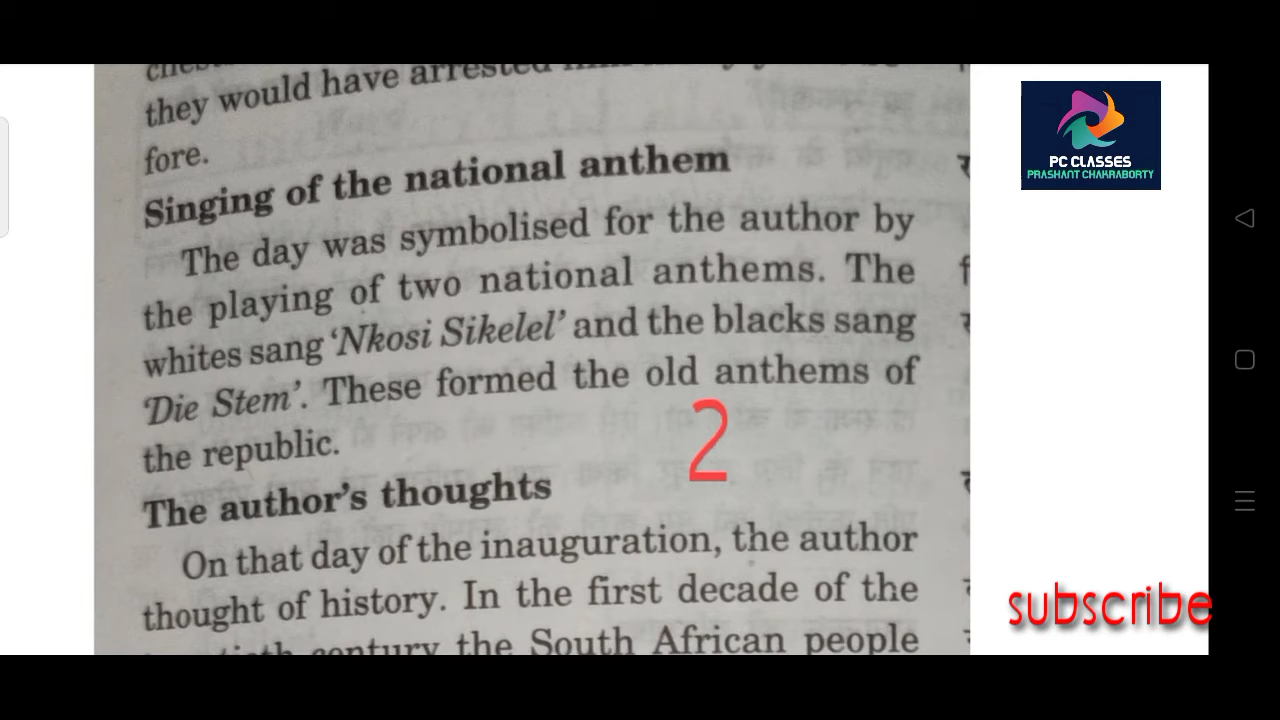 they would have arrested
fore.
Singing of the national anthem
The day was symbolised for the author by
the playing of two national anthems. The
whites sang ‘Nkosi Sikelel’ and the blacks sang
‘Die Stem’. These formed the old anthems of
the republic.
2
The author’s thoughts
On that day of the inauguration, the author
thought of history. In the first decade of the
century the South African people
PC CLASSES
PRASHANT CHAKRABORTY
subscribe